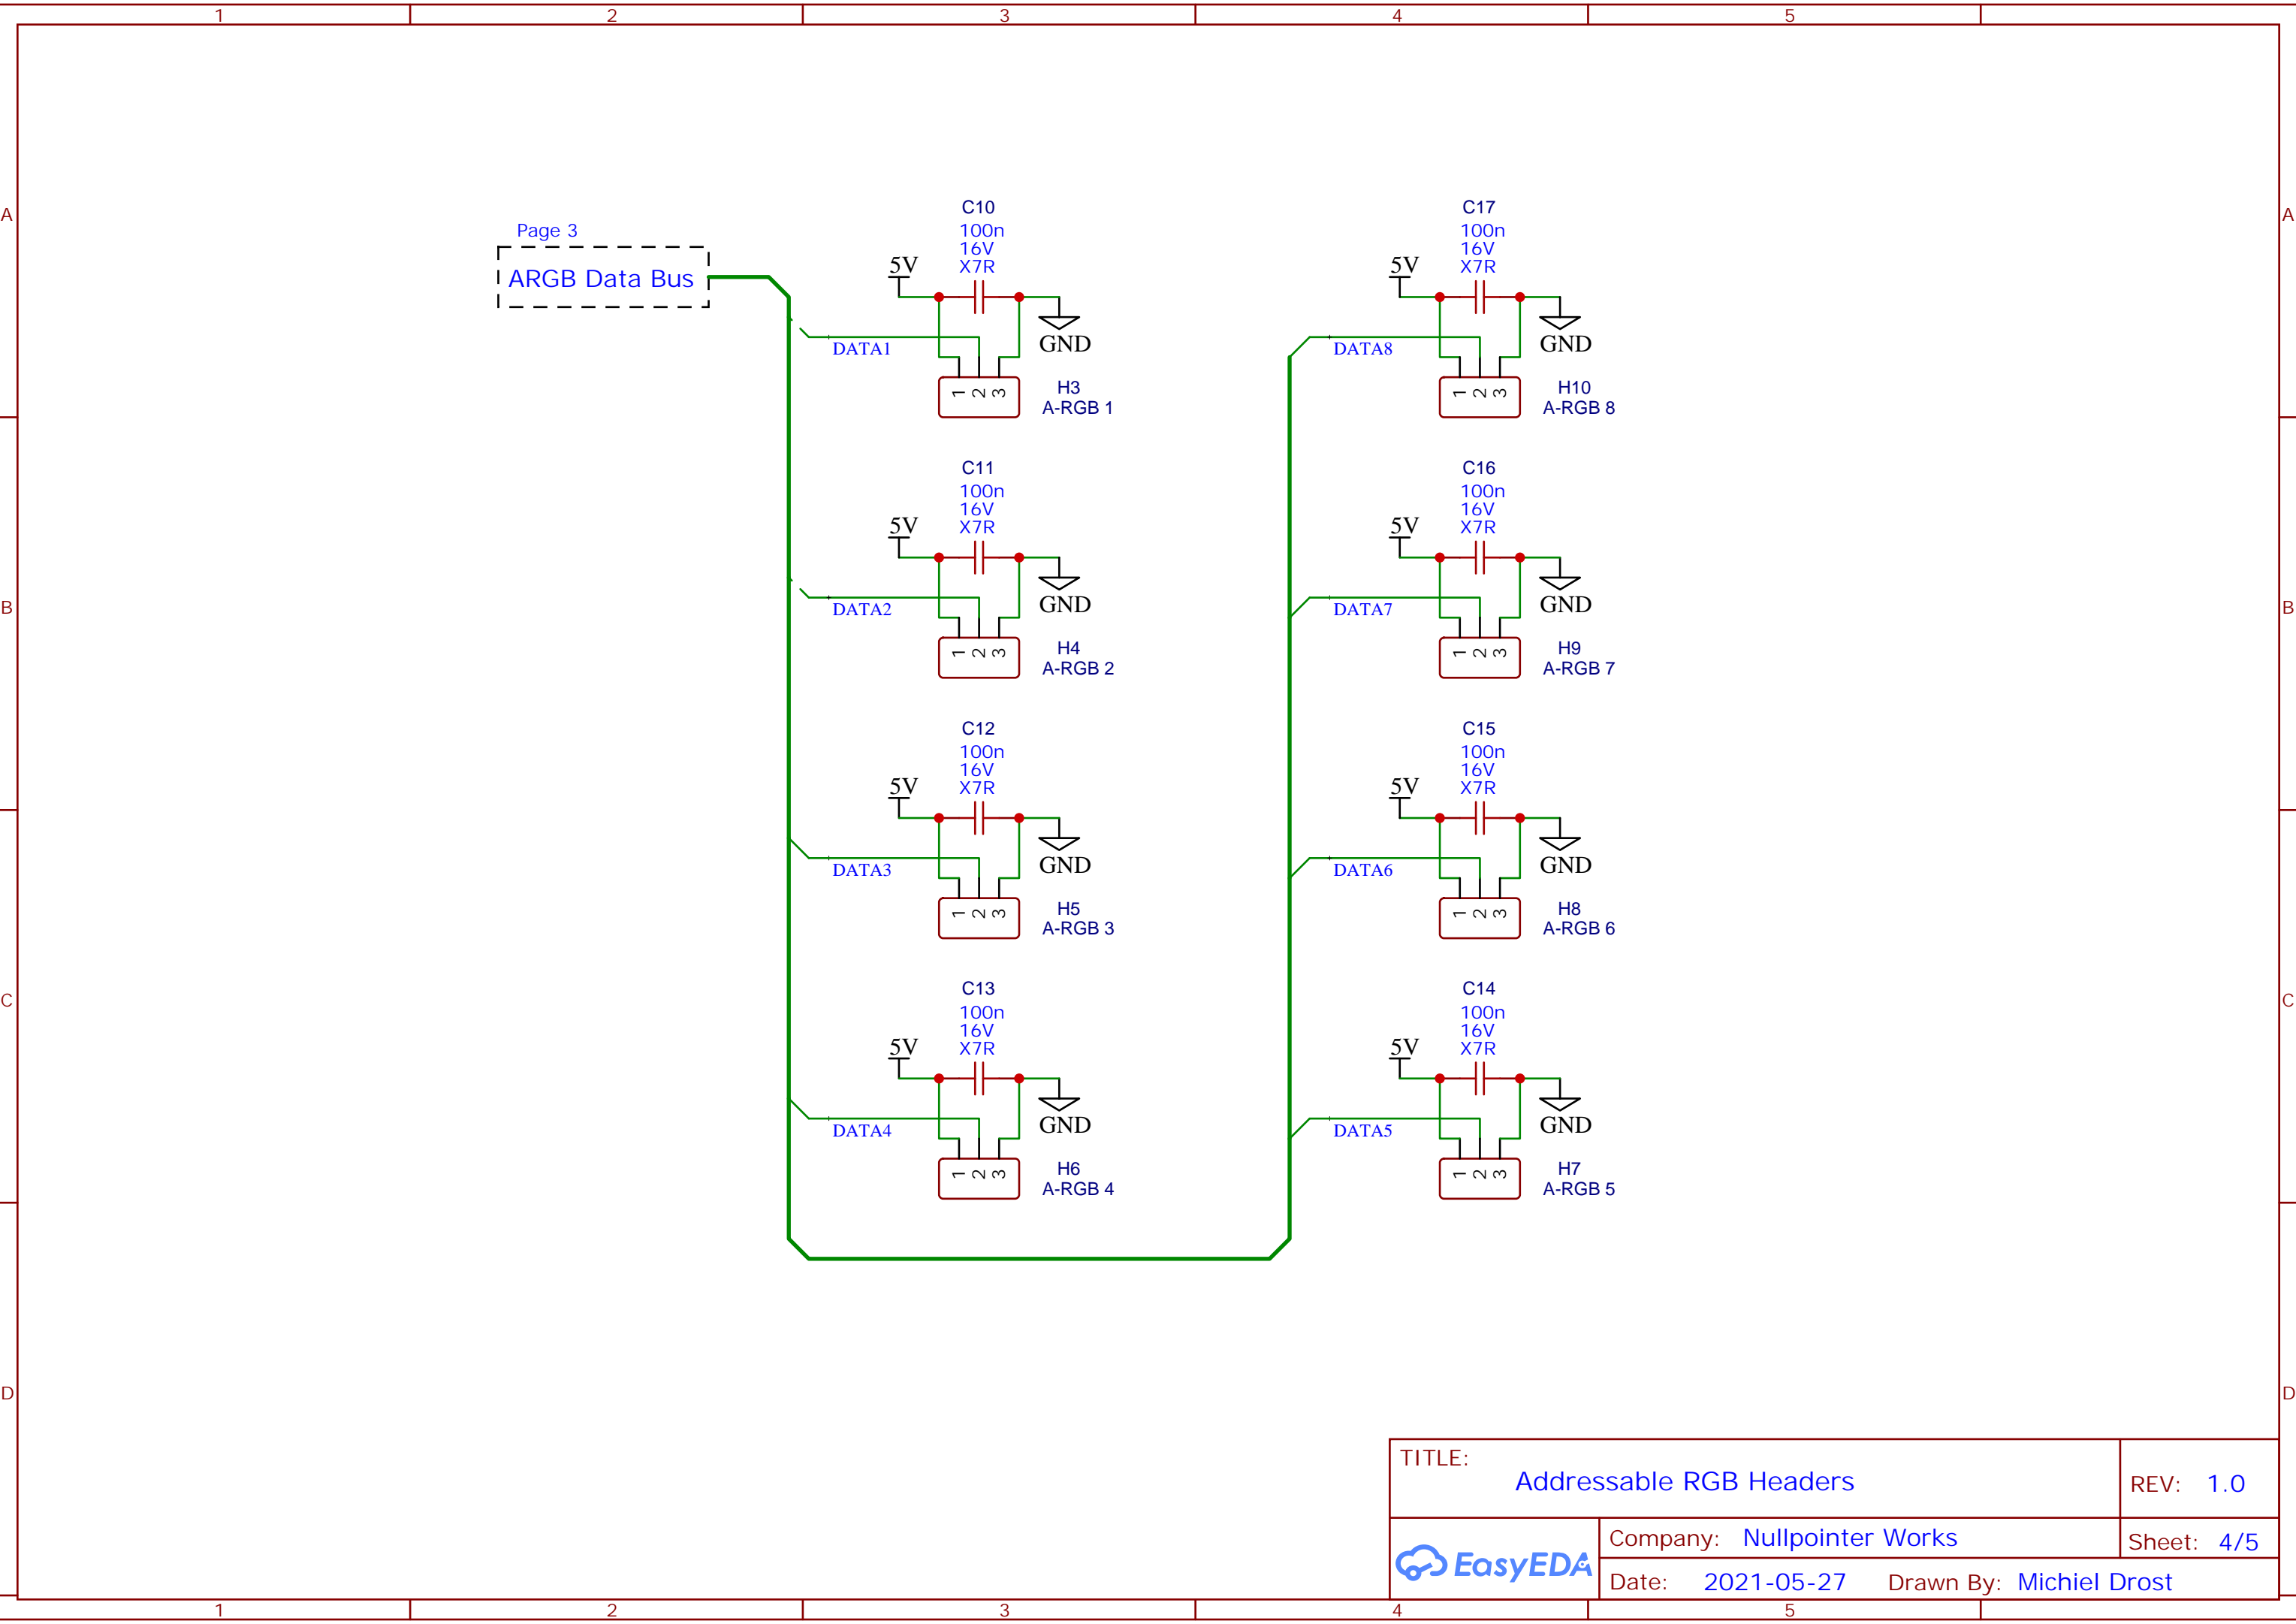 1 2 3 4 5
A A
Page 3
ARGB Data Bus
C10
100n
16V
X7R
5V
GND
DATA1
1 2 3
H3
A-RGB 1
C17
100n
16V
X7R
5V
GND
DATA8
1 2 3
H10
A-RGB 8
B B
C11
100n
16V
X7R
5V
GND
DATA2
1 2 3
H4
A-RGB 2
C16
100n
16V
X7R
5V
GND
DATA7
1 2 3
H9
A-RGB 7
C12
100n
16V
X7R
5V
GND
DATA3
1 2 3
H5
A-RGB 3
C15
100n
16V
X7R
5V
GND
DATA6
1 2 3
H8
A-RGB 6
C C
C13
100n
16V
X7R
5V
GND
DATA4
1 2 3
H6
A-RGB 4
C14
100n
16V
X7R
5V
GND
DATA5
1 2 3
H7
A-RGB 5
D D
TITLE:
Addressable RGB Headers
REV: 1.0
EasyEDA
Company: Nullpointer Works
Sheet: 4/5
Date: 2021-05-27 Drawn By: Michiel Drost
1 2 3 4 5